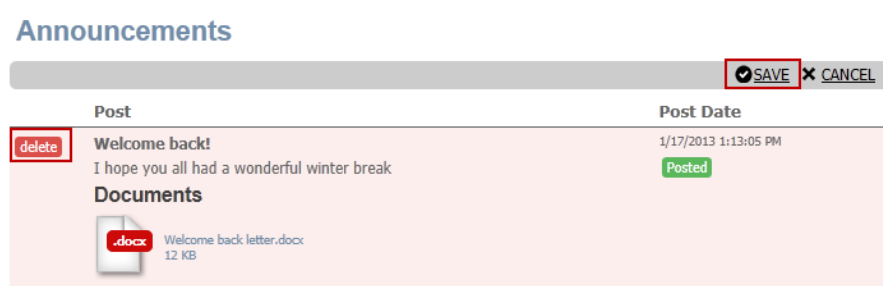 Announcements
SAVE CANCEL
Post Post Date
delete Welcome back! 1/17/2013 1:13:05 PM
I hope you all had a wonderful winter break Posted
Documents
.docx Welcome back letter.docx
12 KB